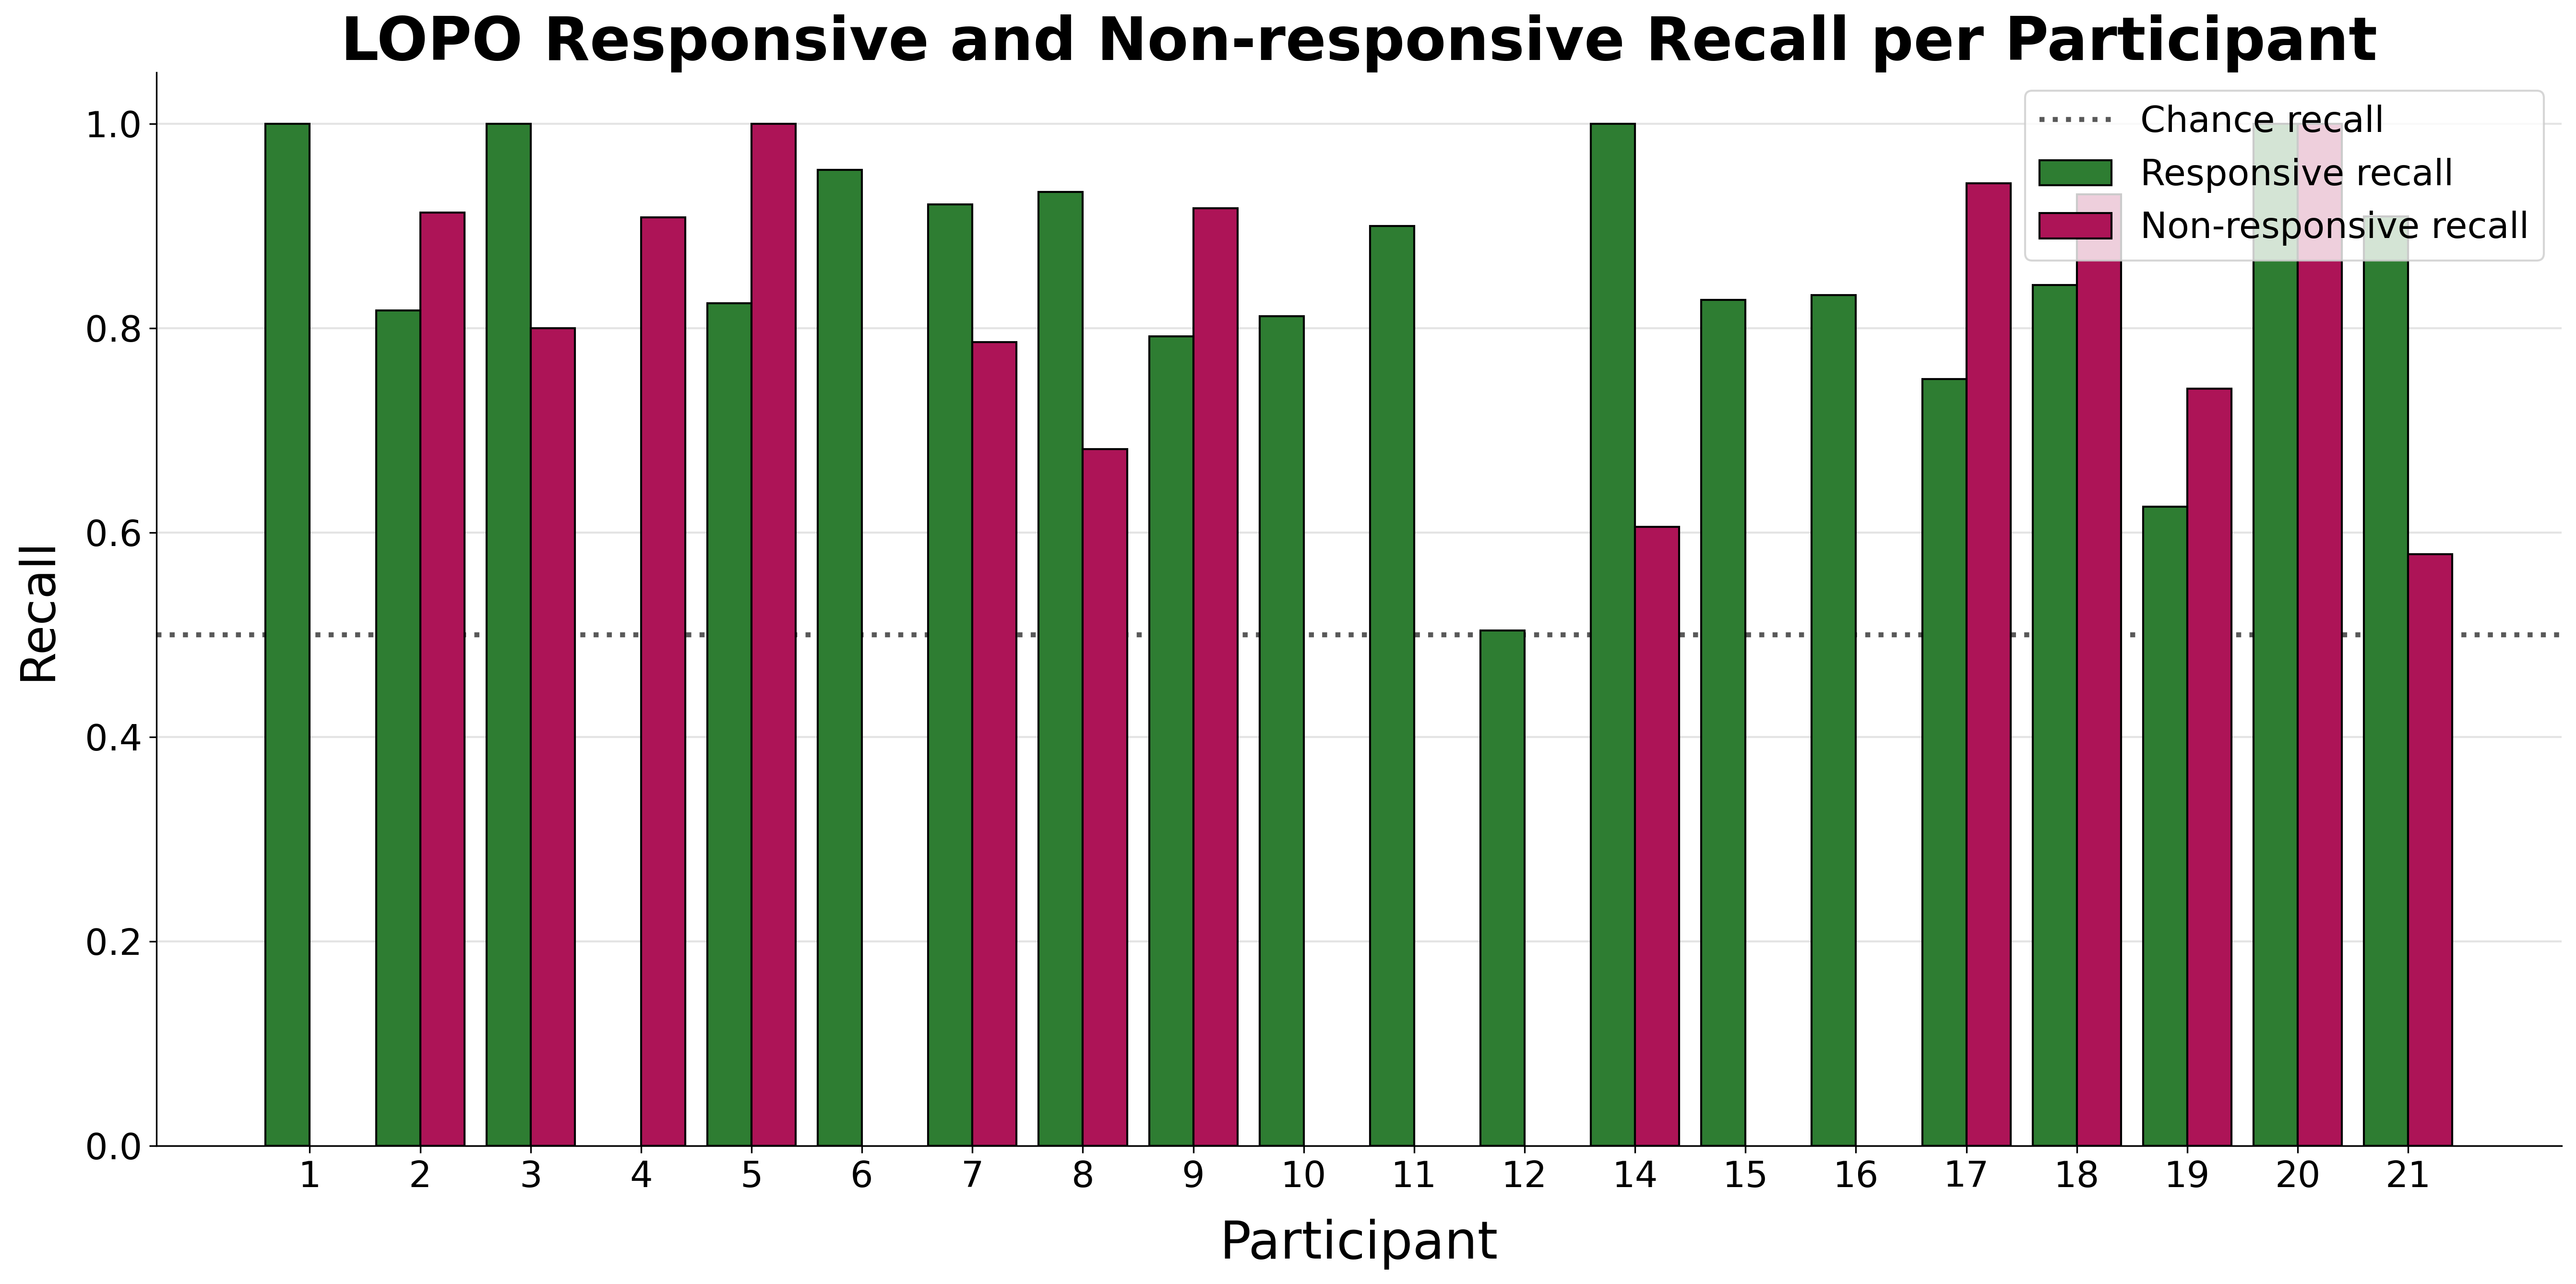 LOPO Responsive and Non-responsive Recall per Participant
Chance recall
Responsive recall
Non-responsive recall
1.0
0.8
0.6
0.4
0.2
0.0
Recall
1 2 3 4 5 6 7 8 9 10 11 12 14 15 16 17 18 19 20 21
Participant